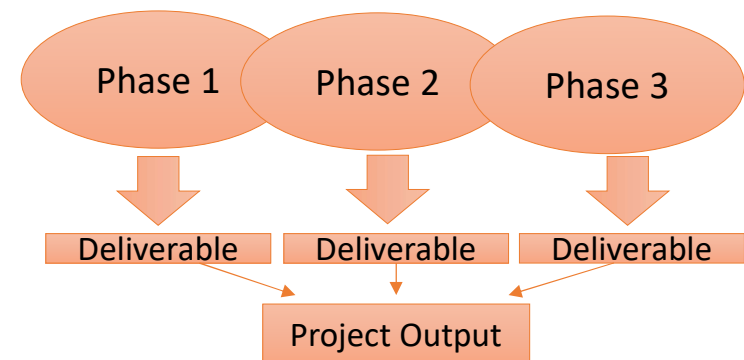 Phase 1
Phase 2
Phase 3
Deliverable
Deliverable
Deliverable
Project Output